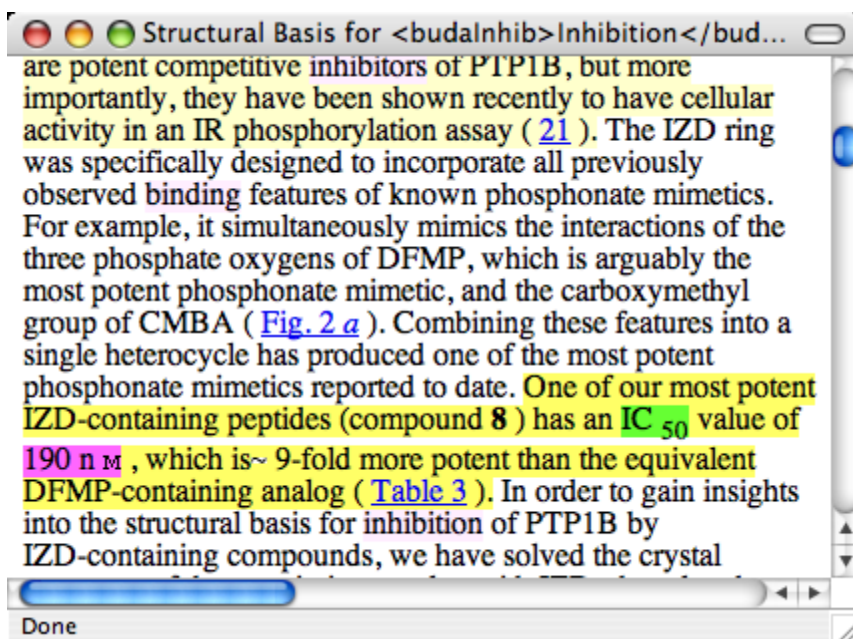 Structural Basis for <budaInhib>Inhibition</bud...
are potent competitive inhibitors of PTP1B, but more
importantly, they have been shown recently to have cellular
activity in an IR phosphorylation assay ( 21 ). The IZD ring
was specifically designed to incorporate all previously
observed binding features of known phosphonate mimetics.
For example, it simultaneously mimics the interactions of the
three phosphate oxygens of DFMP, which is arguably the
most potent phosphonate mimetic, and the carboxymethyl
group of CMBA ( Fig. 2 a ). Combining these features into a
single heterocycle has produced one of the most potent
phosphonate mimetics reported to date. One of our most potent
IZD-containing peptides (compound 8 ) has an IC 50 value of
190 n м , which is~ 9-fold more potent than the equivalent
DFMP-containing analog ( Table 3 ). In order to gain insights
into the structural basis for inhibition of PTP1B by
IZD-containing compounds, we have solved the crystal
Done